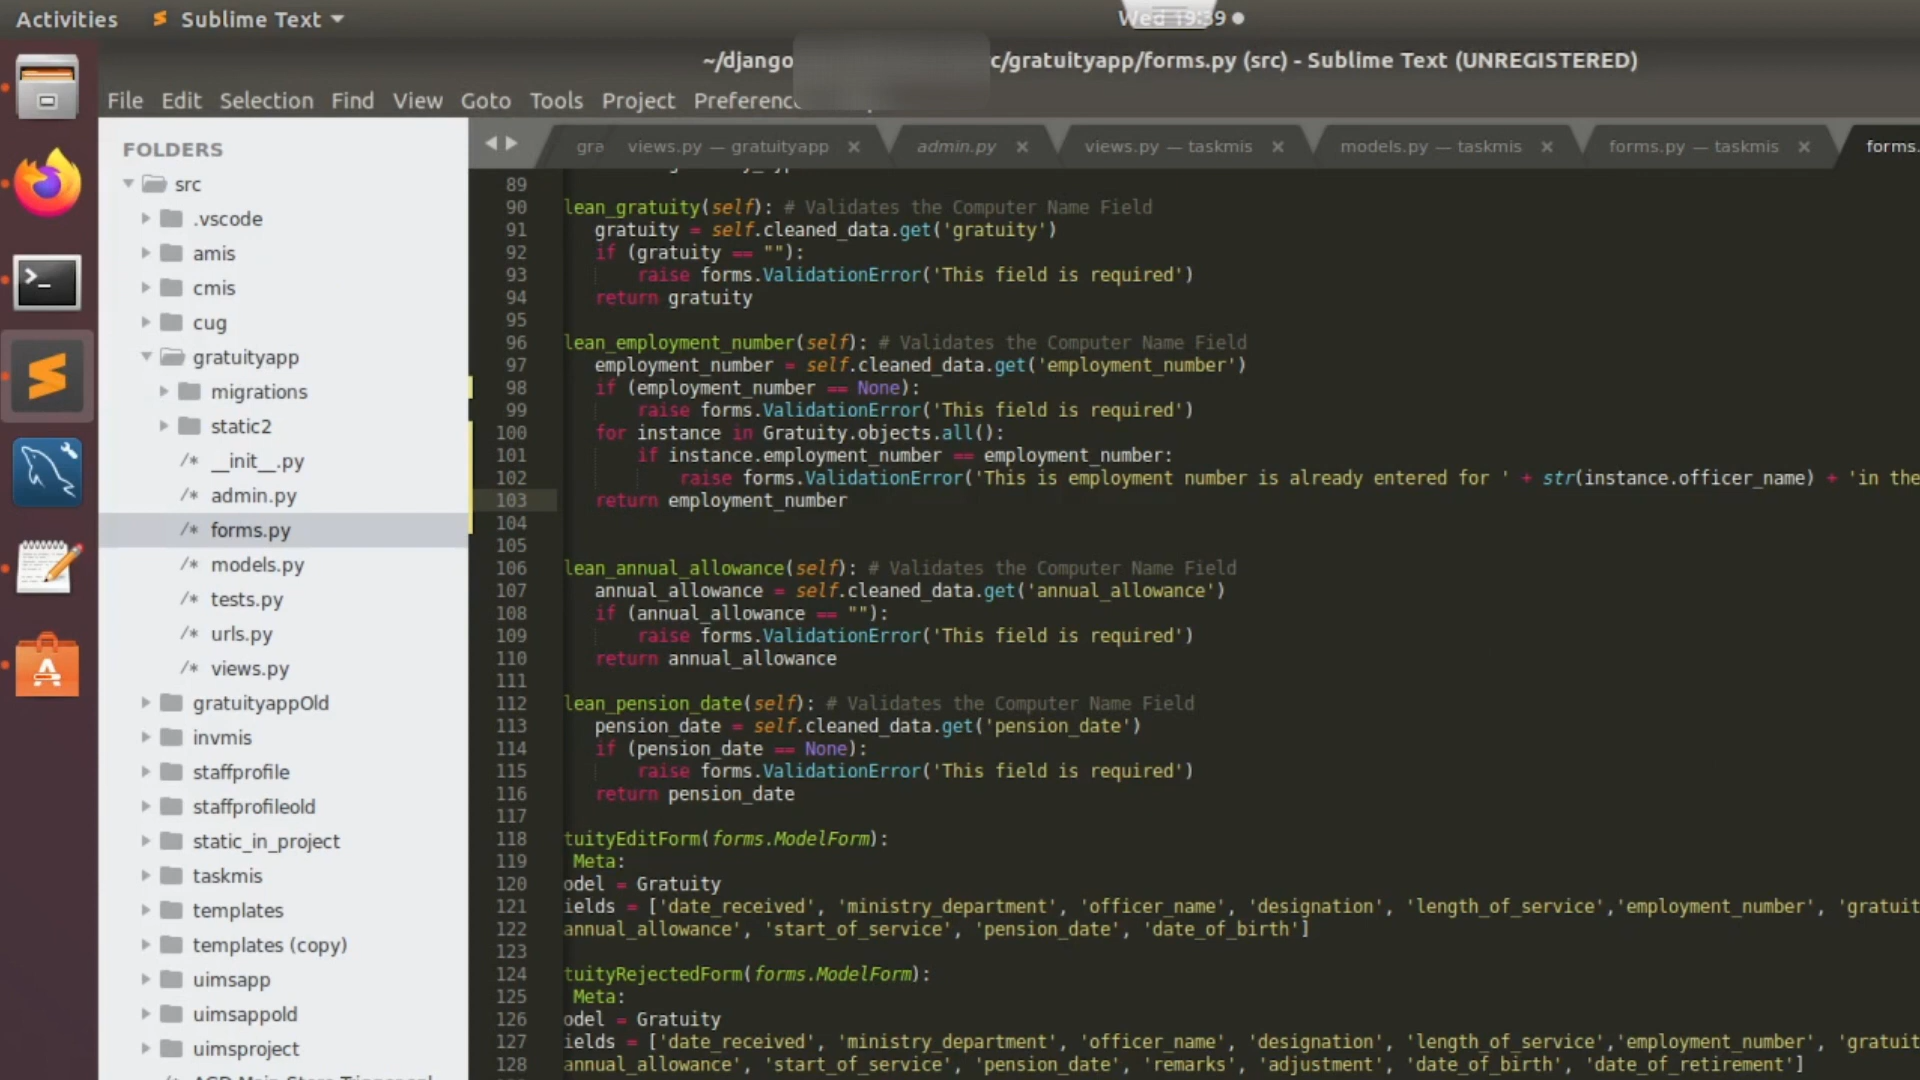 Activities Sublime Text Wed 19:39
~/django c/gratuityapp/forms.py (src) - Sublime Text (UNREGISTERED)
File Edit Selection Find View Goto Tools Project Preferenc
FOLDERS
src
.vscode
amis
cmis
cug
gratuityapp
migrations
static2
/* __init__.py
/* admin.py
/* forms.py
/* models.py
/* tests.py
/* urls.py
/* views.py
gratuityappOld
invmis
staffprofile
staffprofileold
static_in_project
taskmis
templates
templates (copy)
uimsapp
uimsappold
uimsproject
gra views.py — gratuityapp admin.py views.py — taskmis models.py — taskmis forms.py — taskmis forms.
89
90 lean_gratuity(self): # Validates the Computer Name Field
91 gratuity = self.cleaned_data.get('gratuity')
92 if (gratuity == ""):
93 raise forms.ValidationError('This field is required')
94 return gratuity
95
96 lean_employment_number(self): # Validates the Computer Name Field
97 employment_number = self.cleaned_data.get('employment_number')
98 if (employment_number == None):
99 raise forms.ValidationError('This field is required')
100 for instance in Gratuity.objects.all():
101 if instance.employment_number == employment_number:
102 raise forms.ValidationError('This is employment number is already entered for ' + str(instance.officer_name) + 'in the
103 return employment_number
104
105
106 lean_annual_allowance(self): # Validates the Computer Name Field
107 annual_allowance = self.cleaned_data.get('annual_allowance')
108 if (annual_allowance == ""):
109 raise forms.ValidationError('This field is required')
110 return annual_allowance
111
112 lean_pension_date(self): # Validates the Computer Name Field
113 pension_date = self.cleaned_data.get('pension_date')
114 if (pension_date == None):
115 raise forms.ValidationError('This field is required')
116 return pension_date
117
118 tuityEditForm(forms.ModelForm):
119 Meta:
120 odel = Gratuity
121 ields = ['date_received', 'ministry_department', 'officer_name', 'designation', 'length_of_service','employment_number', 'gratuit
122 annual_allowance', 'start_of_service', 'pension_date', 'date_of_birth']
123
124 tuityRejectedForm(forms.ModelForm):
125 Meta:
126 odel = Gratuity
127 ields = ['date_received', 'ministry_department', 'officer_name', 'designation', 'length_of_service','employment_number', 'gratuit
128 annual_allowance', 'start_of_service', 'pension_date', 'remarks', 'adjustment', 'date_of_birth', 'date_of_retirement']